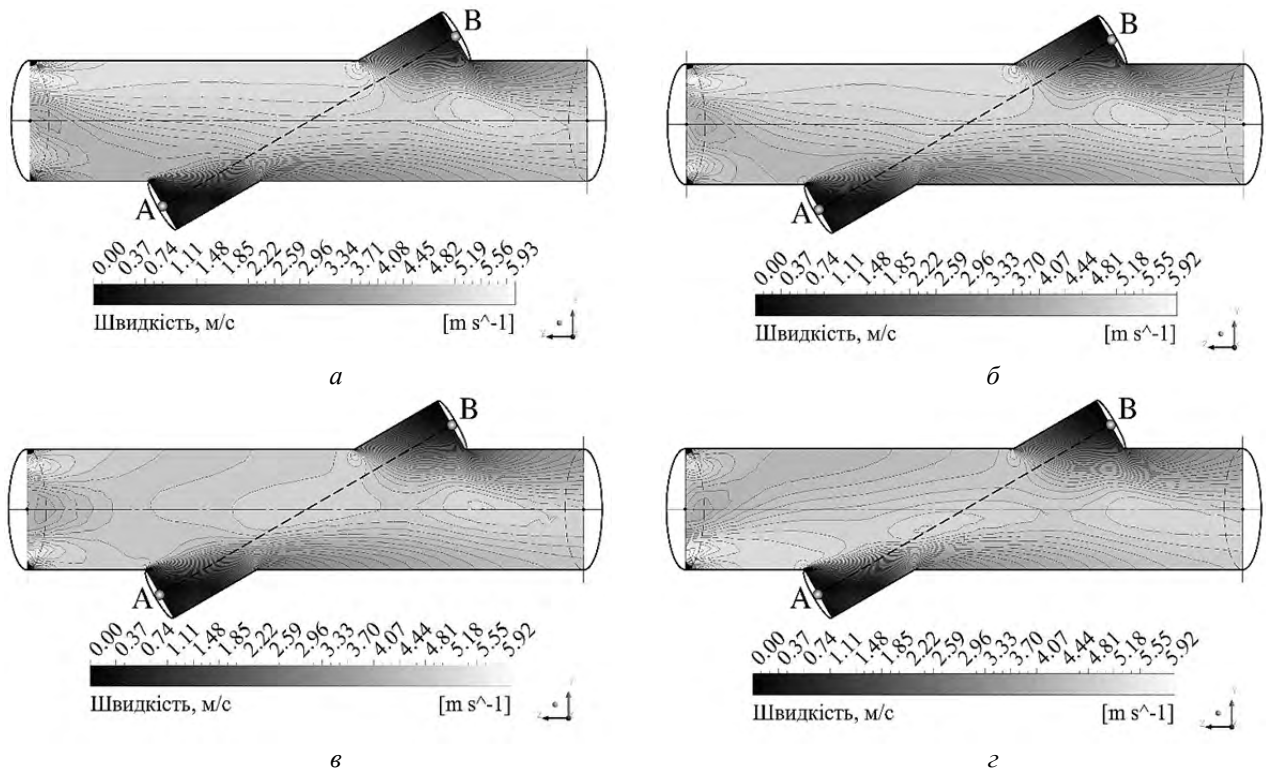 B
A
0.00 0.37 0.74 1.11 1.48 1.85 2.22 2.59 2.96 3.34 3.71 4.08 4.45 4.82 5.19 5.56 5.93
Швидкість, м/с [m s^-1]
а
B
A
0.00 0.37 0.74 1.11 1.48 1.85 2.22 2.59 2.96 3.33 3.70 4.07 4.44 4.81 5.18 5.55 5.92
Швидкість, м/с [m s^-1]
б
B
A
0.00 0.37 0.74 1.11 1.48 1.85 2.22 2.59 2.96 3.33 3.70 4.07 4.44 4.81 5.18 5.55 5.92
Швидкість, м/с [m s^-1]
в
B
A
0.00 0.37 0.74 1.11 1.48 1.85 2.22 2.59 2.96 3.33 3.70 4.07 4.44 4.81 5.18 5.55 5.92
Швидкість, м/с [m s^-1]
г